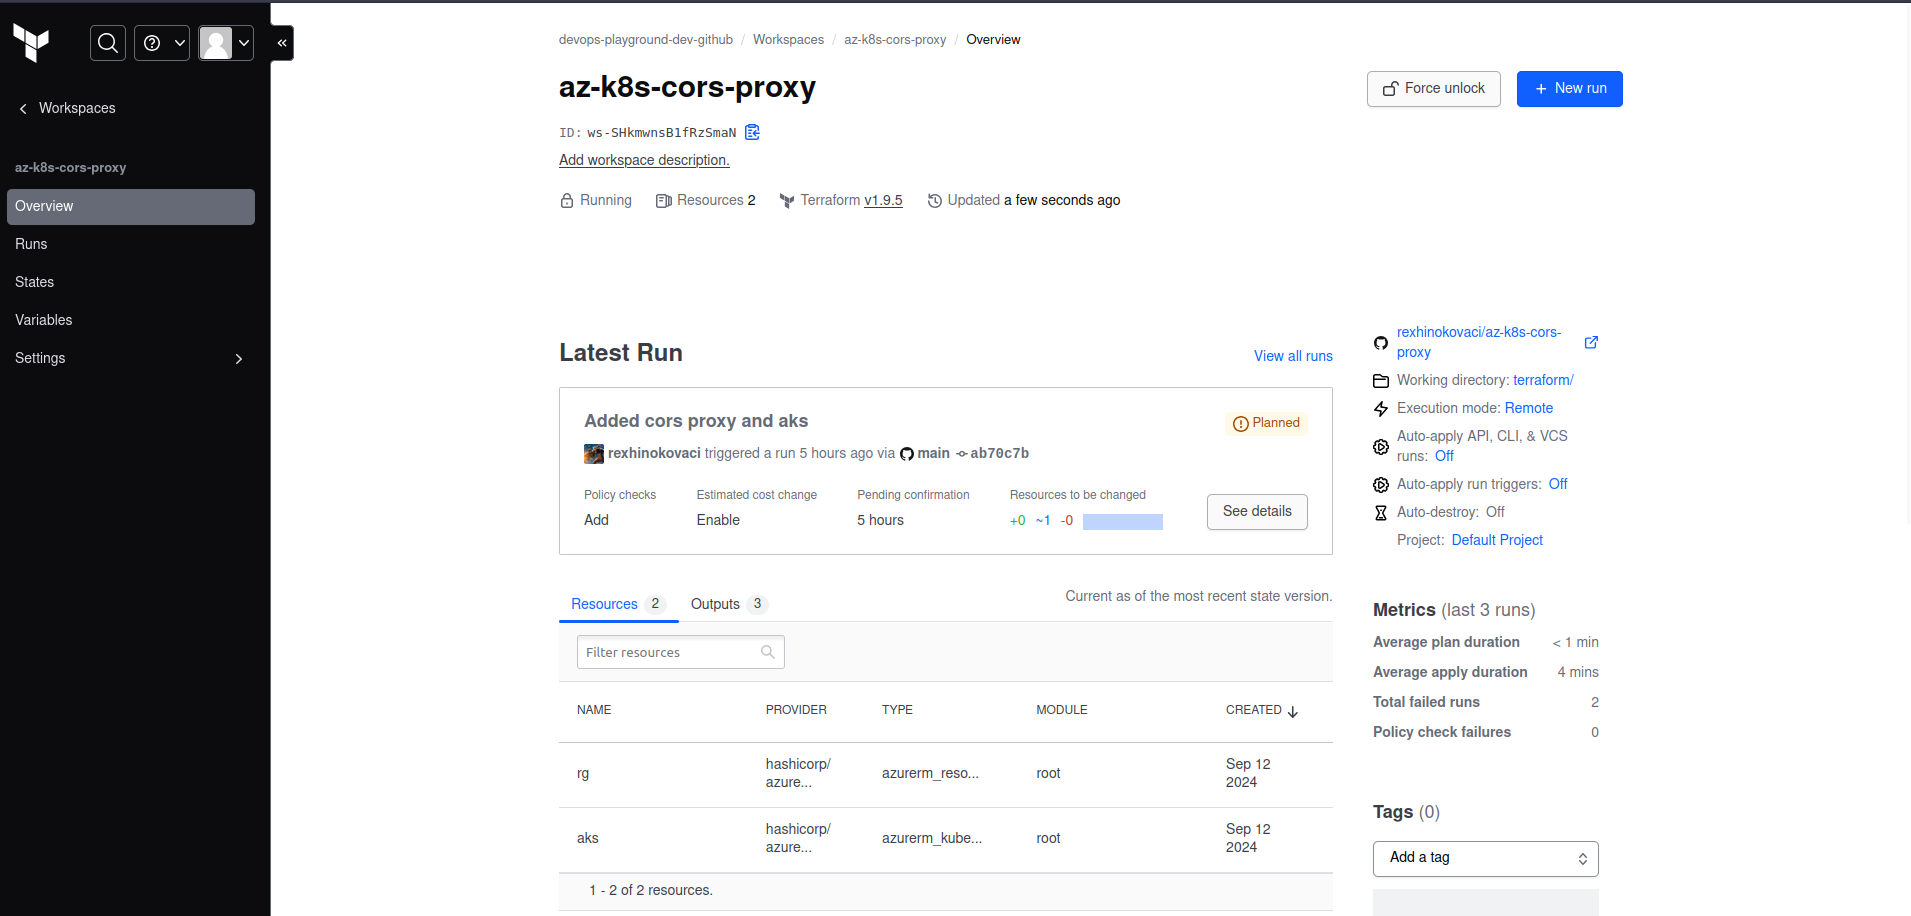 Workspaces
az-k8s-cors-proxy
Overview
Runs
States
Variables
Settings
devops-playground-dev-github / Workspaces / az-k8s-cors-proxy / Overview
az-k8s-cors-proxy
Force unlock
+ New run
ID: ws-SHkmwnsB1fRzSmaN
Add workspace description.
Running Resources 2 Terraform v1.9.5 Updated a few seconds ago
Latest Run
View all runs
Added cors proxy and aks
Planned
rexhinokovaci triggered a run 5 hours ago via main ab70c7b
Policy checks Estimated cost change Pending confirmation Resources to be changed
Add Enable 5 hours +0 ~1 -0
See details
Resources 2 Outputs 3
Current as of the most recent state version.
Filter resources
NAME PROVIDER TYPE MODULE CREATED
rg hashicorp/azure... azurerm_reso... root Sep 12 2024
aks hashicorp/azure... azurerm_kube... root Sep 12 2024
1 - 2 of 2 resources.
rexhinokovaci/az-k8s-cors-
proxy
Working directory: terraform/
Execution mode: Remote
Auto-apply API, CLI, & VCS
runs: Off
Auto-apply run triggers: Off
Auto-destroy: Off
Project: Default Project
Metrics (last 3 runs)
Average plan duration < 1 min
Average apply duration 4 mins
Total failed runs 2
Policy check failures 0
Tags (0)
Add a tag